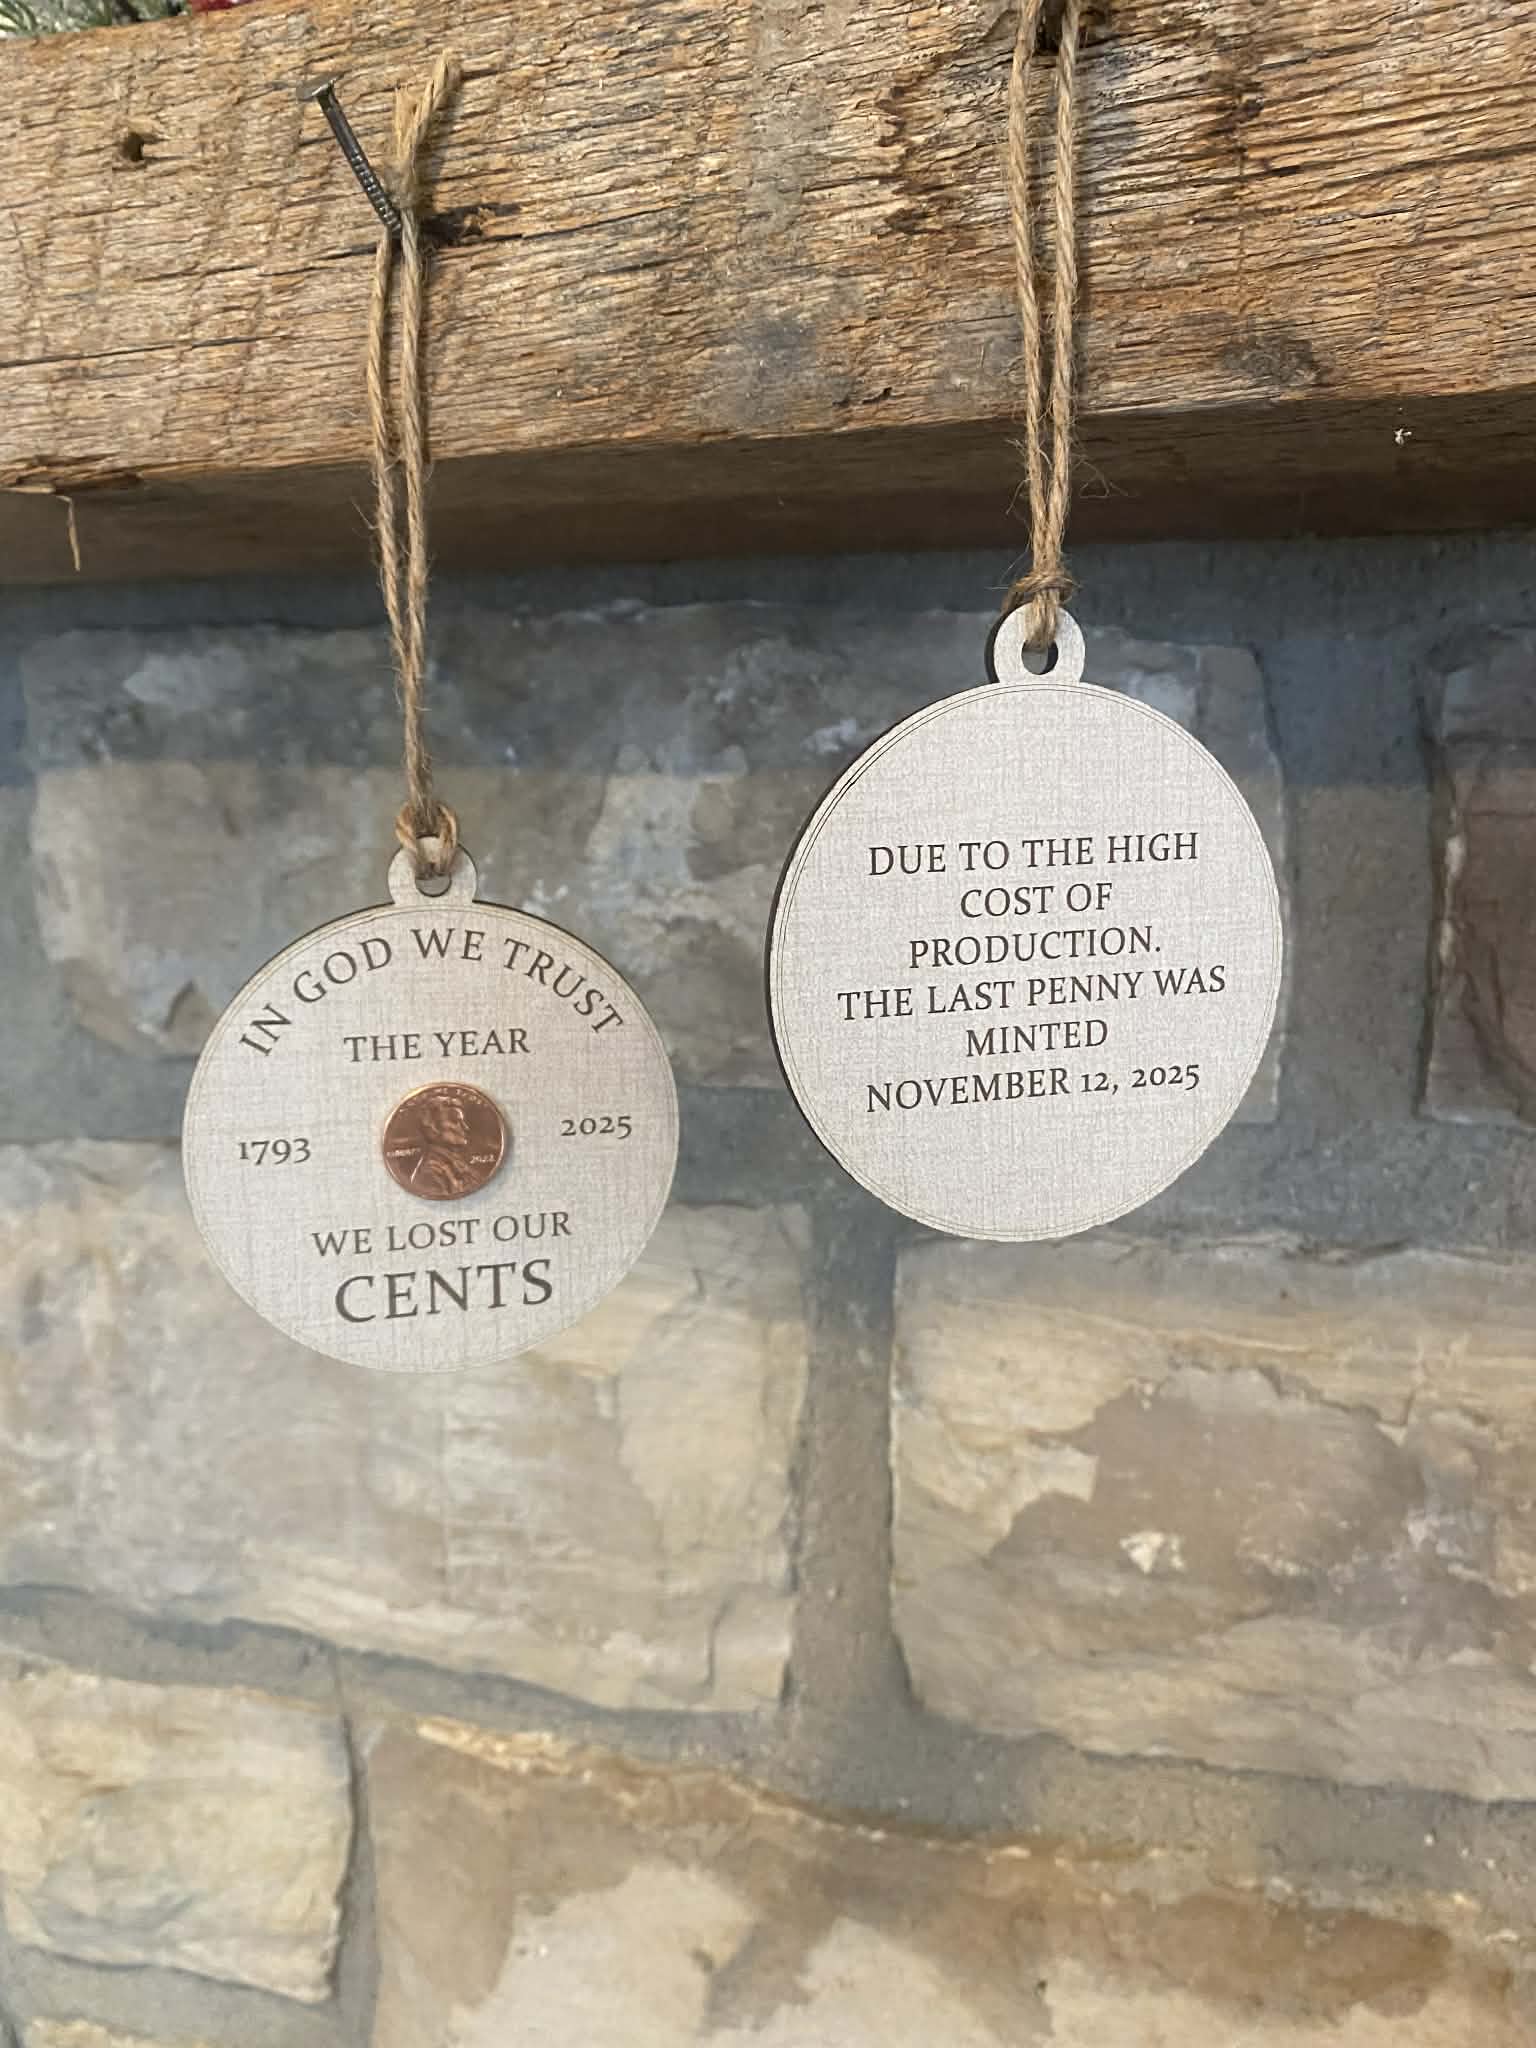 IN GOD WE TRUST
THE YEAR
1793
2025
LIBERTY
WE LOST OUR
CENTS
DUE TO THE HIGH
COST OF
PRODUCTION.
THE LAST PENNY WAS
MINTED
NOVEMBER 12, 2025